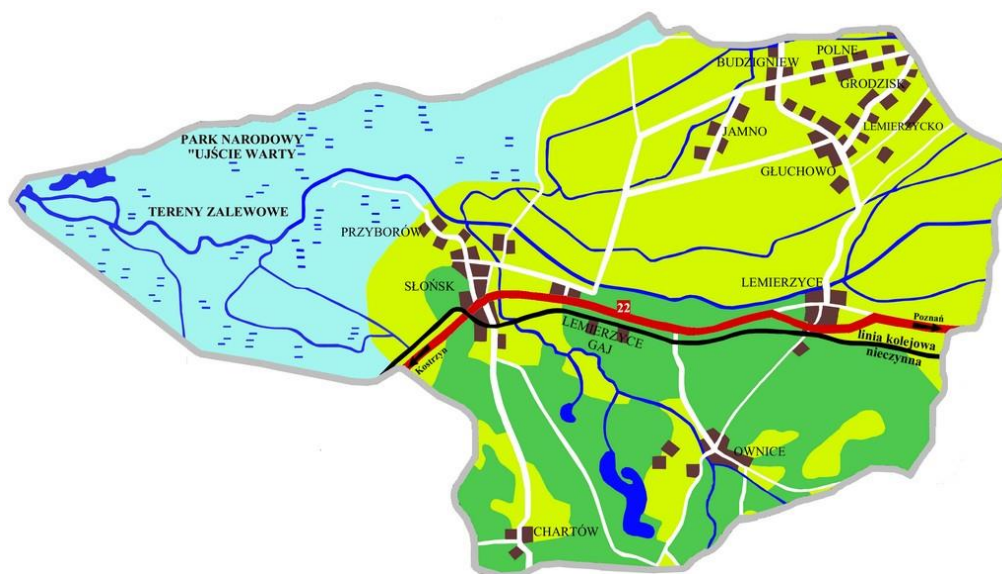 POLNE
BUDZIGNIEW
GRODZISK
LEMIERZYCKO
JAMNO
GŁUCHOWO
PARK NARODOWY
"UJŚCIE WARTY
TERENY ZALEWOWE
PRZYBORÓW
SŁOŃSK
LEMIERZYCE
22
Poznań
LEMIERZYCE
GAJ
linia kolejowa
nieczynna
Kostrzyn
OWNICE
CHARTÓW